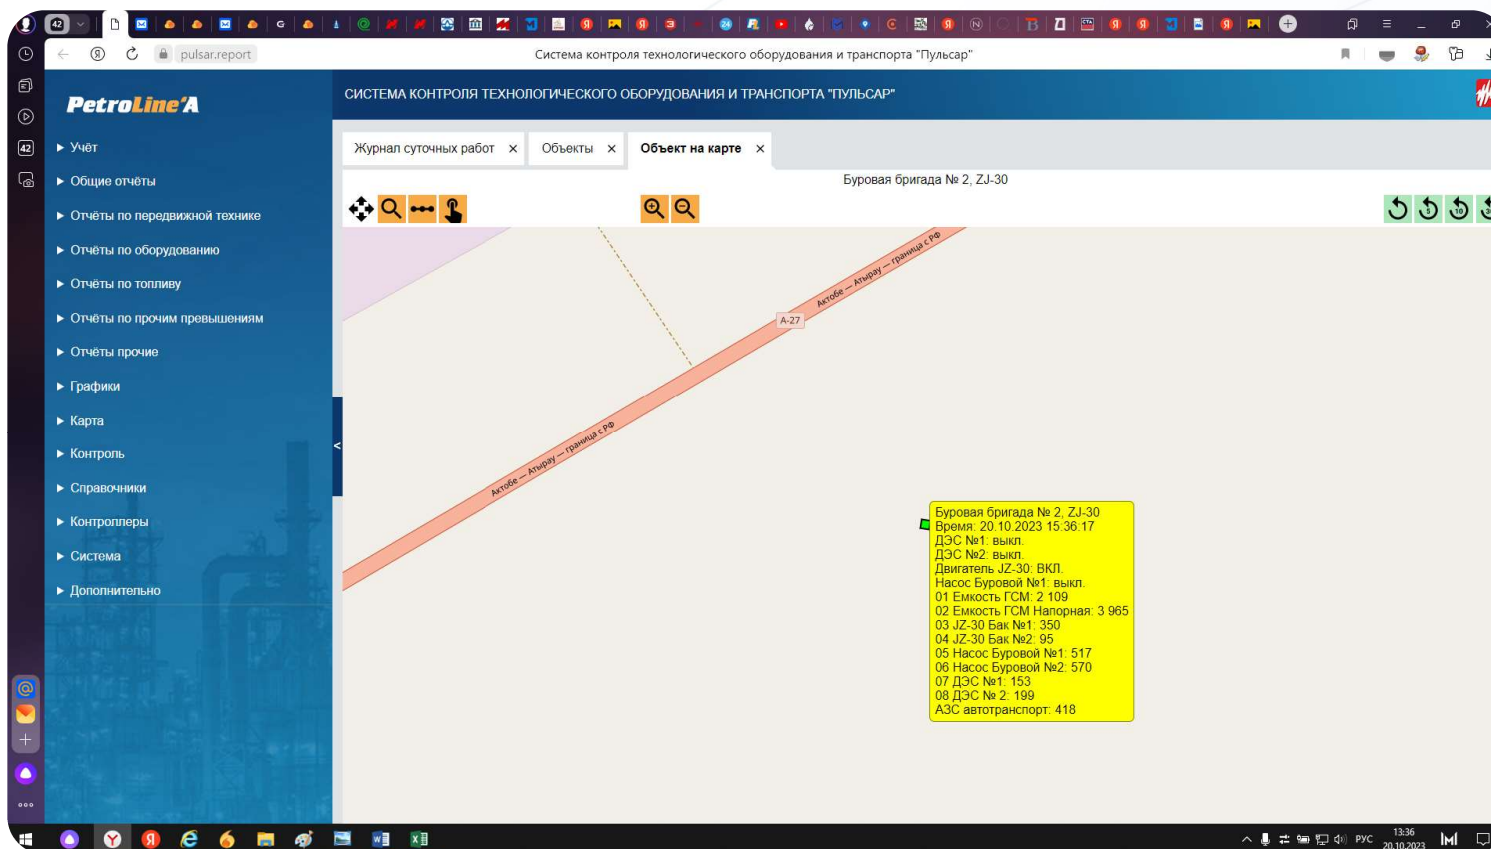 42
pulsar.report
Система контроля технологического оборудования и транспорта "Пульсар"
PetroLine'A
СИСТЕМА КОНТРОЛЯ ТЕХНОЛОГИЧЕСКОГО ОБОРУДОВАНИЯ И ТРАНСПОРТА "ПУЛЬСАР"
42
Учёт
Общие отчёты
Отчёты по передвижной технике
Отчёты по оборудованию
Отчёты по топливу
Отчёты по прочим превышениям
Отчёты прочие
Графики
Карта
Контроль
Справочники
Контроллеры
Система
Дополнительно
Журнал суточных работ x
Объекты x
Объект на карте x
Буровая бригада № 2, ZJ-30
5
10
Актобе — Атырау — граница с РФ
А-27
Актобе — Атырау — граница с РФ
<
Буровая бригада № 2, ZJ-30
Время: 20.10.2023 15:36:17
ДЭС №1: выкл.
ДЭС №2: выкл.
Двигатель JZ-30: ВКЛ.
Насос Буровой №1: выкл.
01 Емкость ГСМ: 2 109
02 Емкость ГСМ Напорная: 3 965
03 JZ-30 Бак №1: 350
04 JZ-30 Бак №2: 95
05 Насос Буровой №1: 517
06 Насос Буровой №2: 570
07 ДЭС №1: 153
08 ДЭС № 2: 199
АЗС автотранспорт: 418
РУС
13:36
20.10.2023